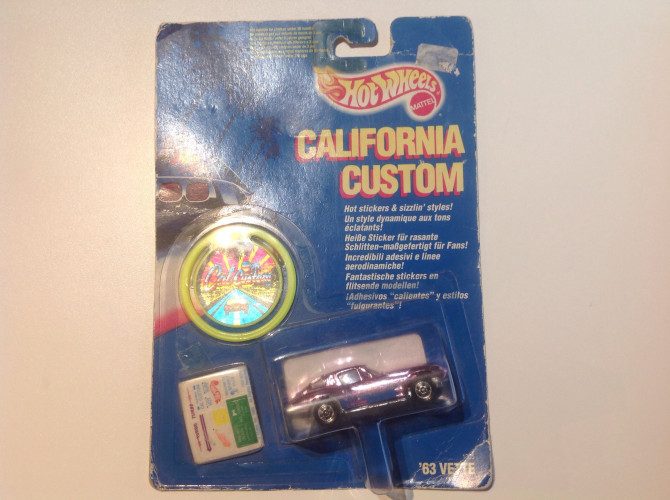 HOT WHEELS
MATTEL
CALIFORNIA
CUSTOM
Hot stickers & sizzlin' styles!
Un style dynamique aux tons
éclatants!
Heiße Sticker für rasante
Schlitten–maßgefertigt für Fans!
Incredibili adesivi e linee
aerodinamiche!
Fantastische stickers en
flitsende modellen!
¡Adhesivos "calientes" y estilos
"fulgurantes"!
Cal Custom
'63 VETTE